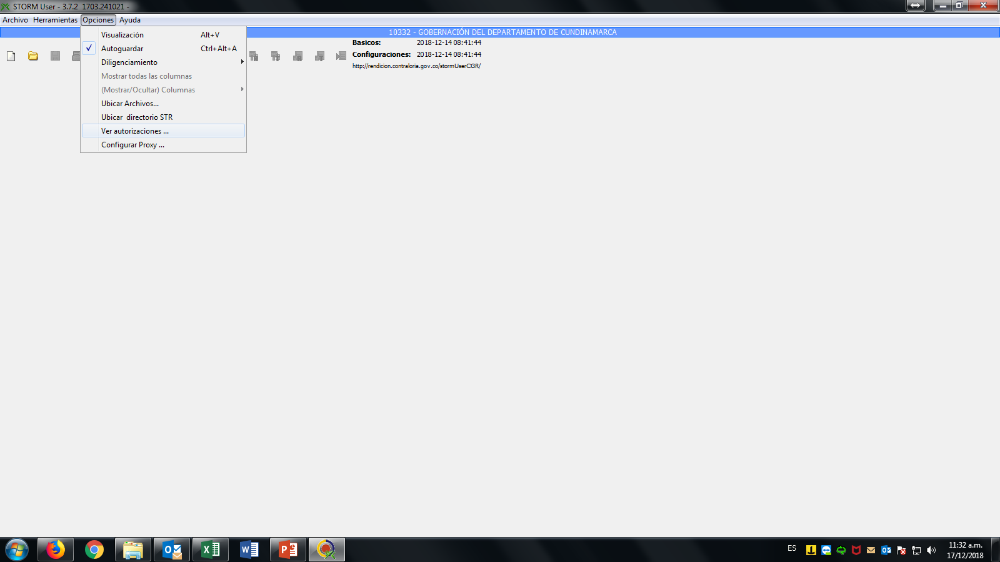 STORM User - 3.7.2  1703.241021 -
Archivo Herramientas Opciones Ayuda
10332 - GOBERNACIÓN DEL DEPARTAMENTO DE CUNDINAMARCA
Visualización Alt+V
Autoguardar Ctrl+Alt+A
Diligenciamiento
Mostrar todas las columnas
(Mostrar/Ocultar) Columnas
Ubicar Archivos...
Ubicar  directorio STR
Ver autorizaciones ...
Configurar Proxy ...
Basicos: 2018-12-14 08:41:44
Configuraciones: 2018-12-14 08:41:44
http://rendicion.contraloria.gov.co/stormUserCGR/
ES
11:32 a.m.
17/12/2018